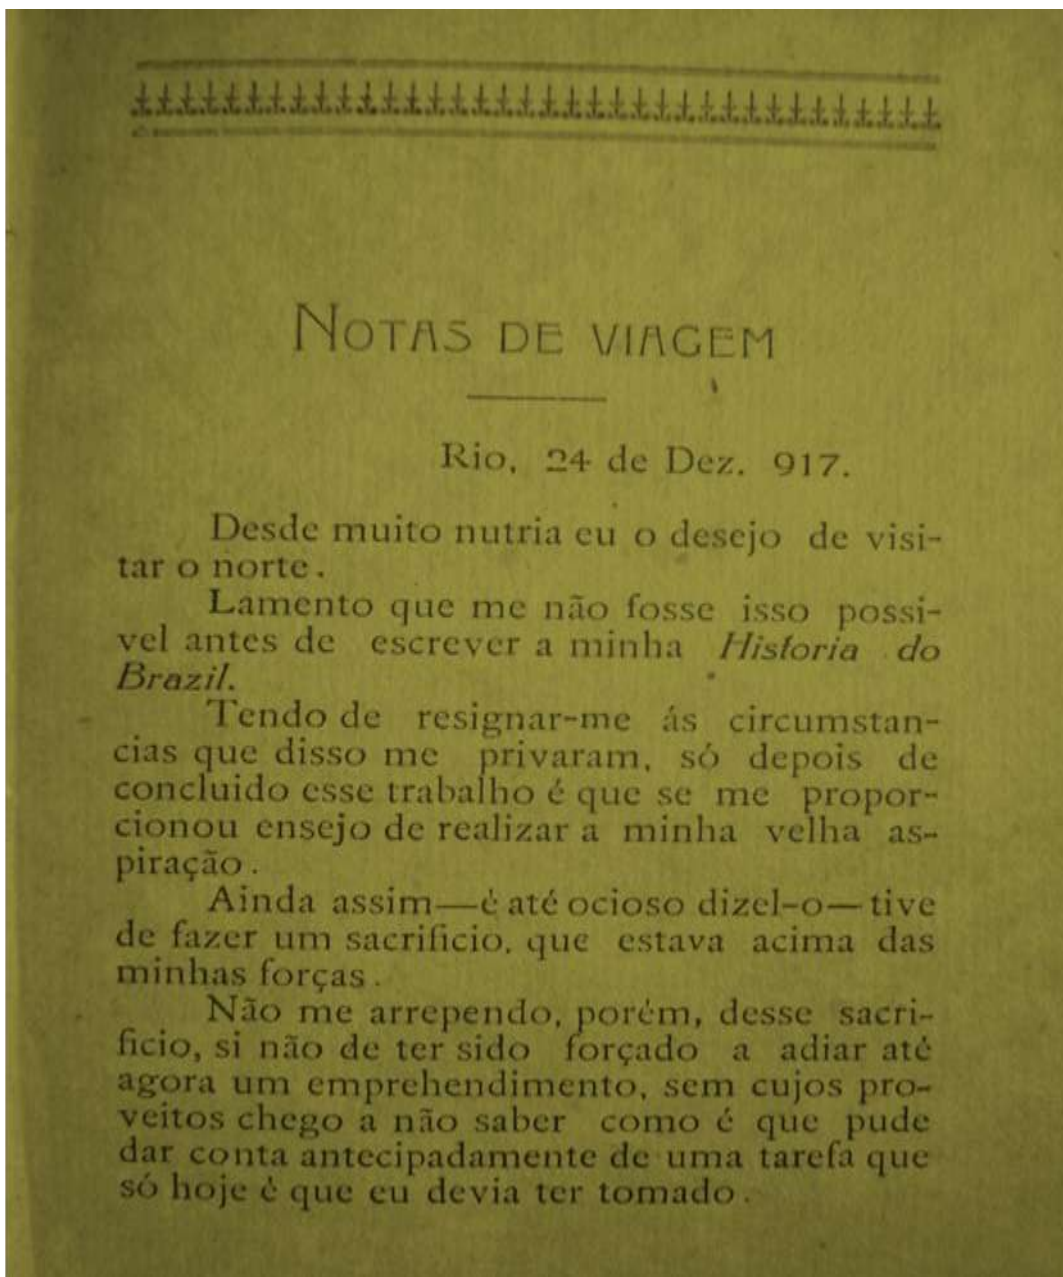 NOTAS DE VIAGEM
Rio, 24 de Dez. 917.
Desde muito nutria eu o desejo de visi-
tar o norte.
Lamento que me não fosse isso possi-
vel antes de escrever a minha Historia do
Brazil.
Tendo de resignar-me ás circumstan-
cias que disso me privaram, só depois de
concluido esse trabalho é que se me propor-
cionou ensejo de realizar a minha velha as-
piração.
Ainda assim—é até ocioso dizel-o—tive
de fazer um sacrificio, que estava acima das
minhas forças.
Não me arrependo, porém, desse sacri-
ficio, si não de ter sido forçado a adiar até
agora um emprehendimento, sem cujos pro-
veitos chego a não saber como é que pude
dar conta antecipadamente de uma tarefa que
só hoje é que eu devia ter tomado.